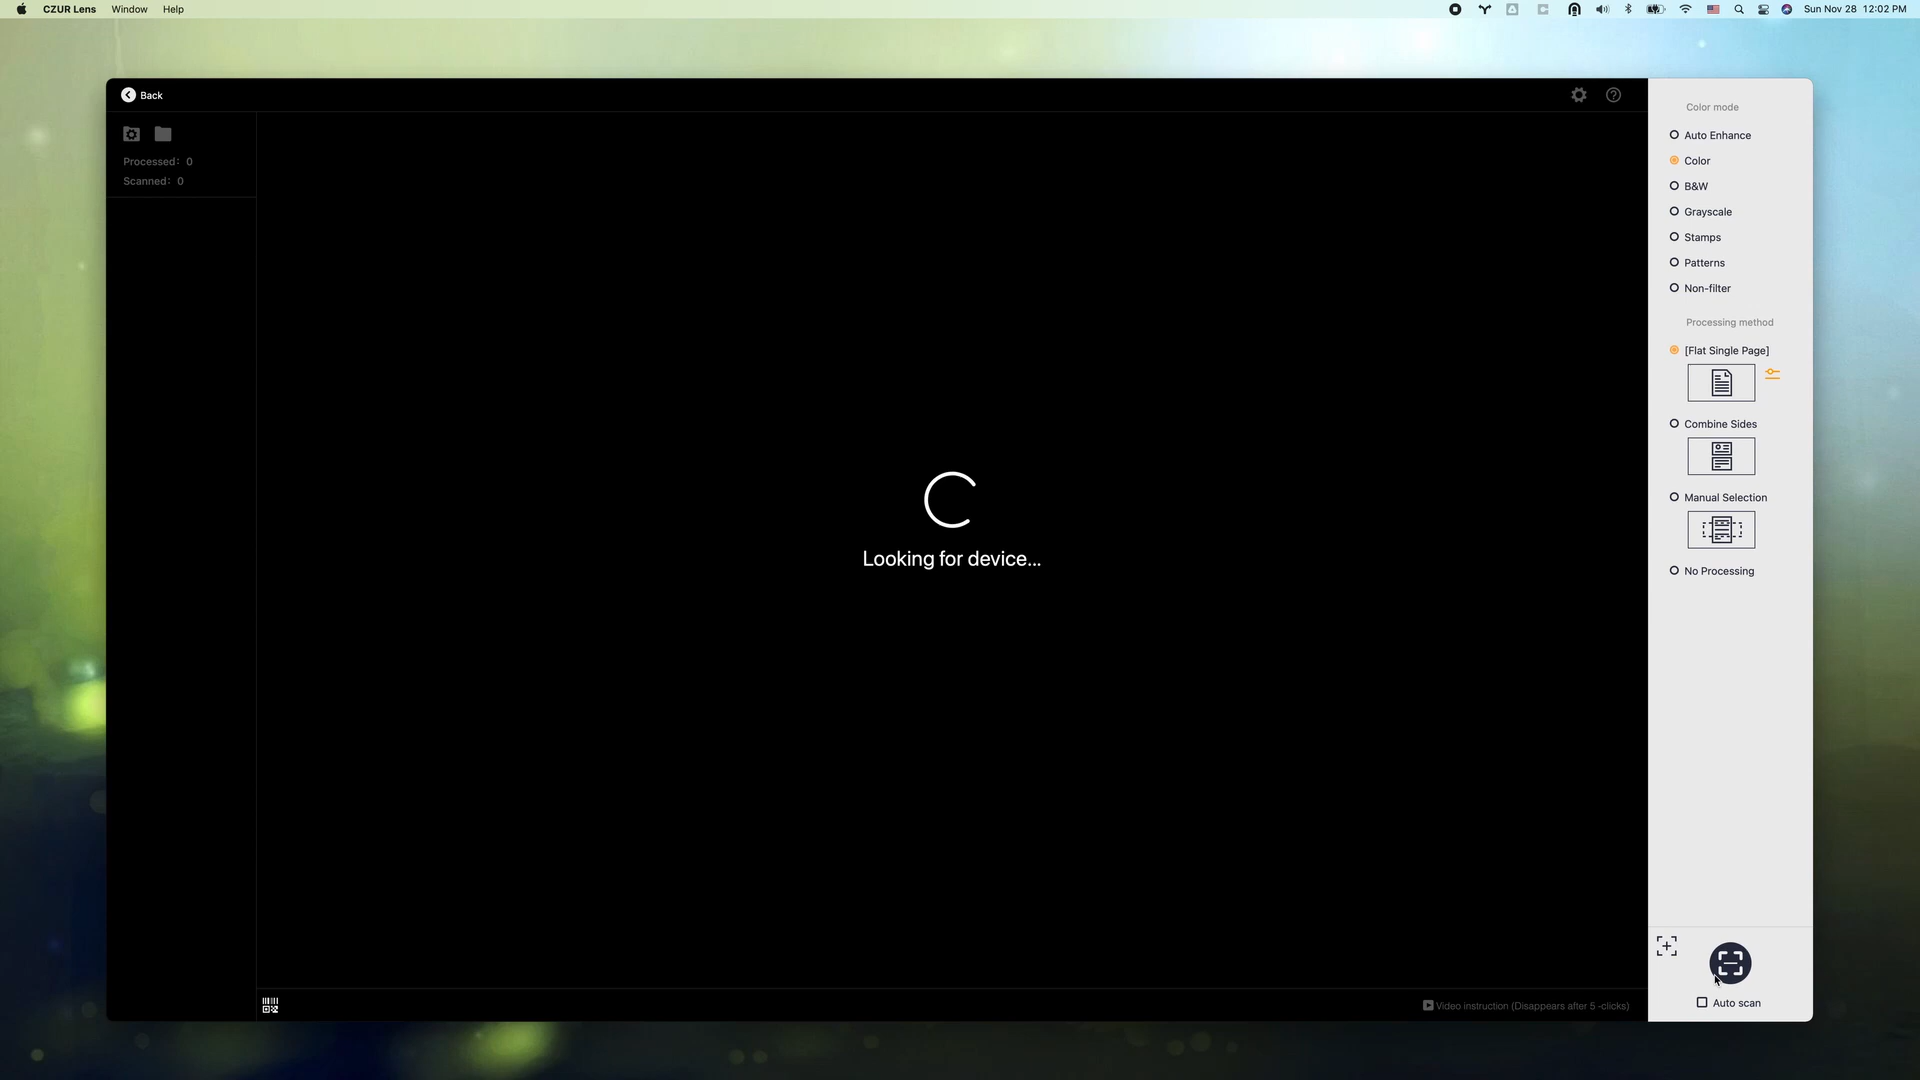 CZUR Lens Window Help
Sun Nov 28 12:02 PM
Back
Processed: 0
Scanned: 0
Looking for device...
Video instruction (Disappears after 5 -clicks)
Color mode
Auto Enhance
Color
B&W
Grayscale
Stamps
Patterns
Non-filter
Processing method
[Flat Single Page]
Combine Sides
Manual Selection
No Processing
Auto scan